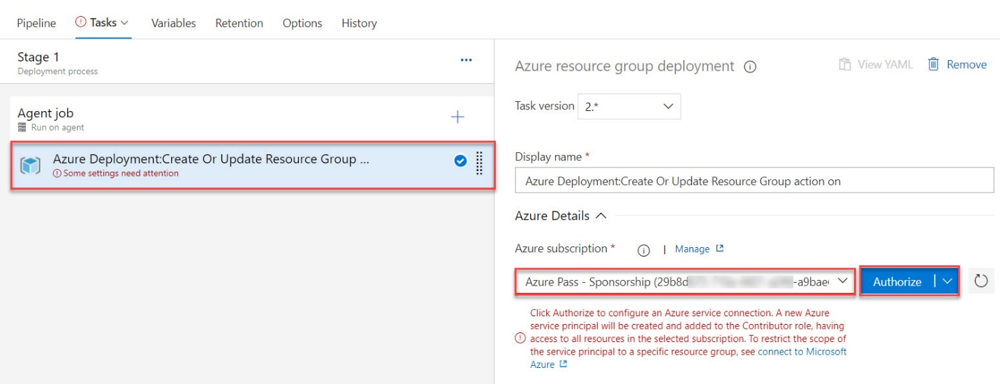 Pipeline Tasks Variables Retention Options History
Stage 1
Deployment process
Agent job
Run on agent
Azure Deployment:Create Or Update Resource Group ...
Some settings need attention
Azure resource group deployment
View YAML Remove
Task version 2.*
Display name *
Azure Deployment:Create Or Update Resource Group action on
Azure Details
Azure subscription * | Manage
Azure Pass - Sponsorship (29b8d -a9bae
Authorize
Click Authorize to configure an Azure service connection. A new Azure
service principal will be created and added to the Contributor role, having
access to all resources in the selected subscription. To restrict the scope of
the service principal to a specific resource group, see connect to Microsoft
Azure